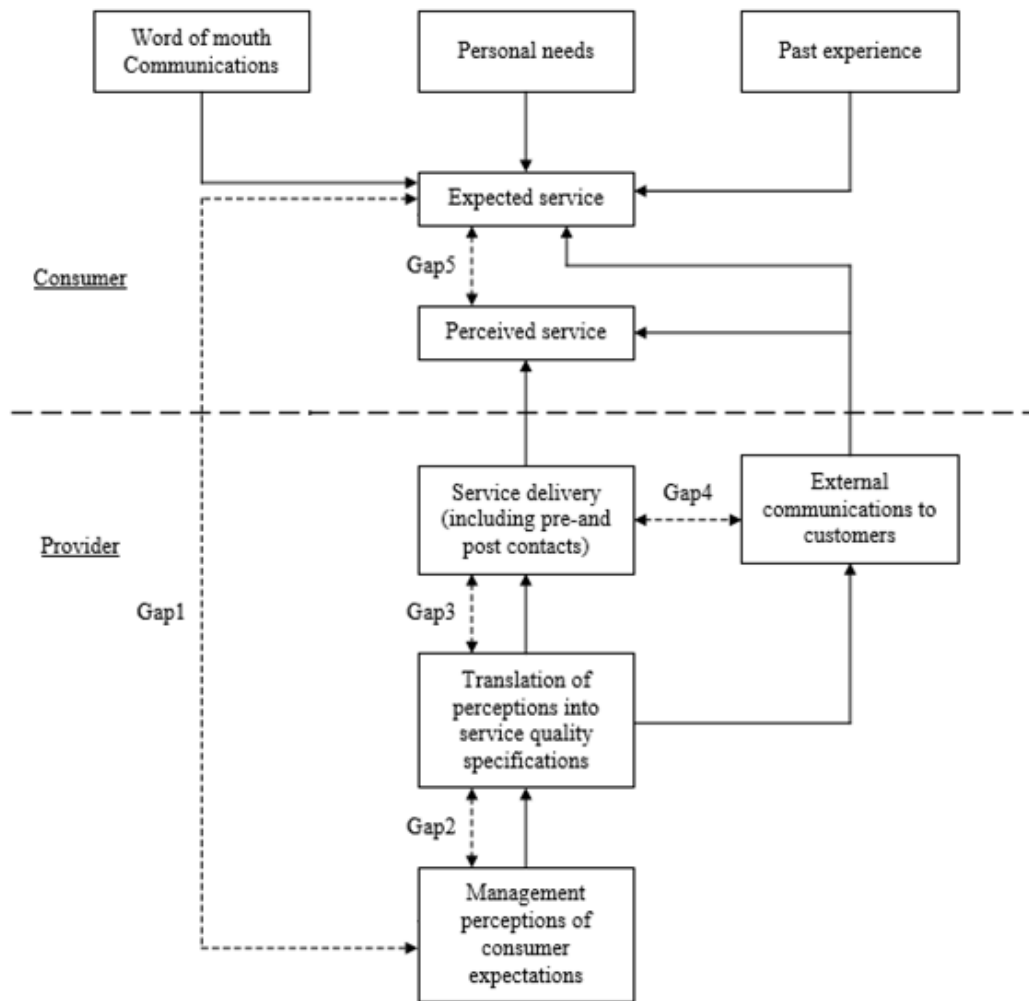 Word of mouth
Communications
Personal needs
Past experience
Expected service
Gap5
Consumer
Perceived service
Service delivery
(including pre-and
post contacts)
Gap4
External
communications to
customers
Provider
Gap1
Gap3
Translation of
perceptions into
service quality
specifications
Gap2
Management
perceptions of
consumer
expectations